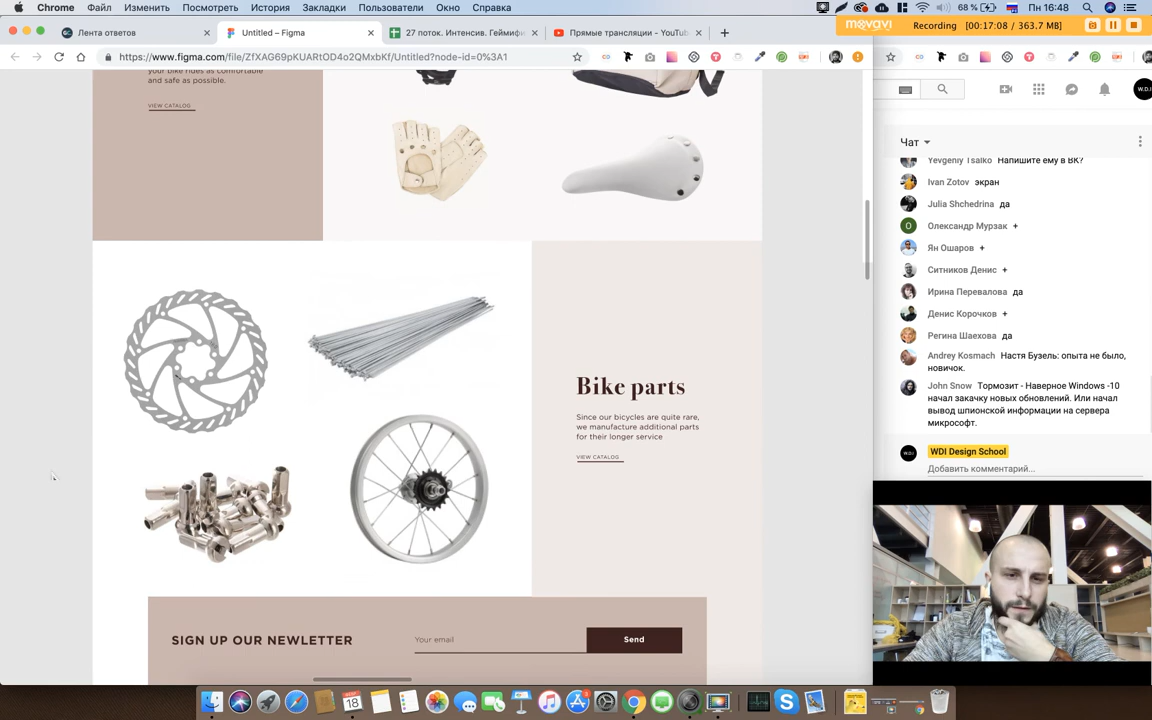 Chrome Файл Изменить Посмотреть История Закладки Пользователи Окно Справка
68 % Пн 16:48
movavi Recording [00:17:08 / 363.7 MB]
Лента ответов
Untitled – Figma
27 поток. Интенсив. Геймифи
Прямые трансляции - YouTub
https://www.figma.com/file/ZfXAG69pKUARtOD4o2QMxbKf/Untitled?node-id=0%3A1
your bike rides as comfortable
and safe as possible.
VIEW CATALOG
Bike parts
Since our bicycles are quite rare,
we manufacture additional parts
for their longer service
VIEW CATALOG
SIGN UP OUR NEWLETTER
Your email
Send
Чат
Yevgeniy Tsalko Напишите ему в ВК?
Ivan Zotov экран
Julia Shchedrina да
Олександр Мурзак +
Ян Ошаров +
Ситников Денис +
Ирина Перевалова да
Денис Корочков +
Регина Шаехова да
Andrey Kosmach Настя Бузель: опыта не было,
новичок.
John Snow Тормозит - Наверное Windows -10
начал закачку новых обновлений. Или начал
вывод шпионской информации на сервера
микрософт.
WDI Design School
Добавить комментарий...